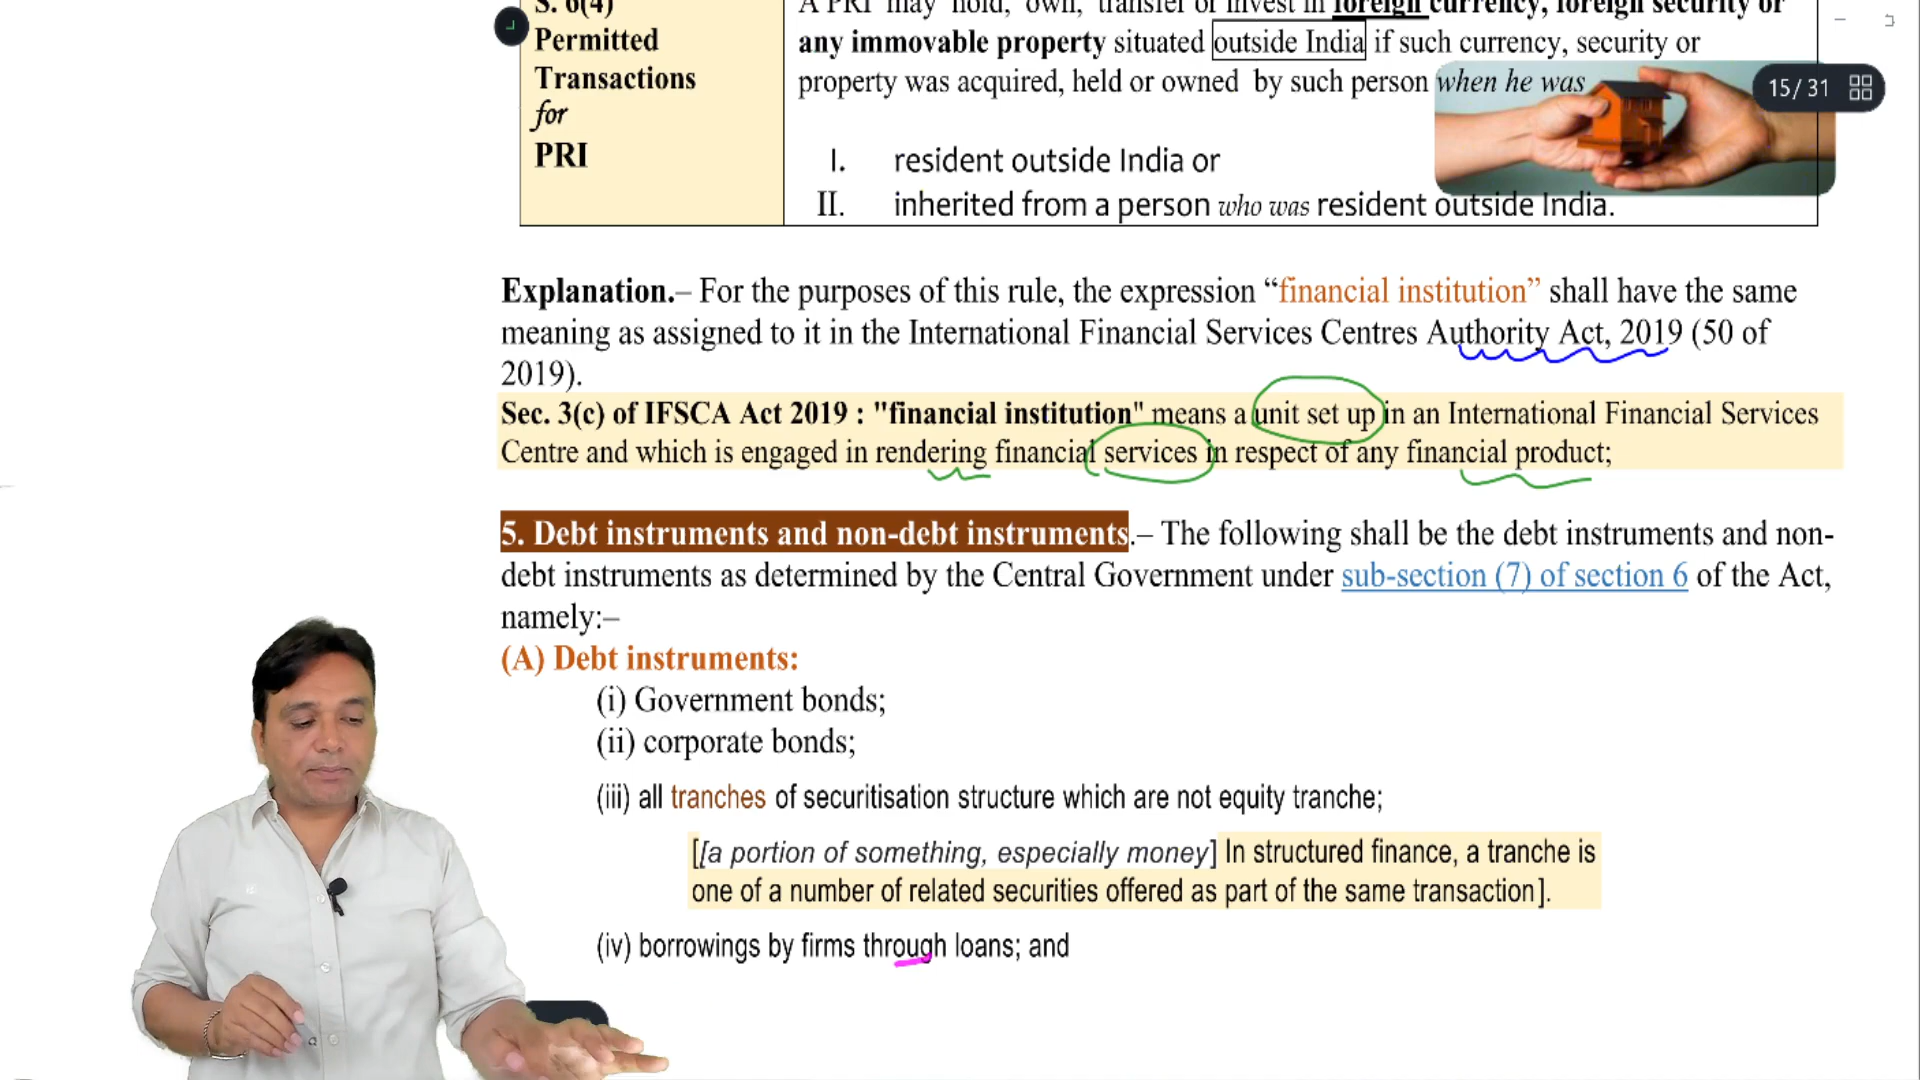 S. 6(4)
Permitted
Transactions
for
PRI
A PRI may hold, own, transfer or invest in foreign currency, foreign security or
any immovable property situated outside India if such currency, security or
property was acquired, held or owned by such person when he was
I. resident outside India or
II. inherited from a person who was resident outside India.
15/ 31
Explanation.– For the purposes of this rule, the expression “financial institution” shall have the same
meaning as assigned to it in the International Financial Services Centres Authority Act, 2019 (50 of
2019).
Sec. 3(c) of IFSCA Act 2019 : "financial institution" means a unit set up in an International Financial Services
Centre and which is engaged in rendering financial services in respect of any financial product;
5. Debt instruments and non-debt instruments.– The following shall be the debt instruments and non-
debt instruments as determined by the Central Government under sub-section (7) of section 6 of the Act,
namely:–
(A) Debt instruments:
(i) Government bonds;
(ii) corporate bonds;
(iii) all tranches of securitisation structure which are not equity tranche;
[[a portion of something, especially money] In structured finance, a tranche is
one of a number of related securities offered as part of the same transaction].
(iv) borrowings by firms through loans; and